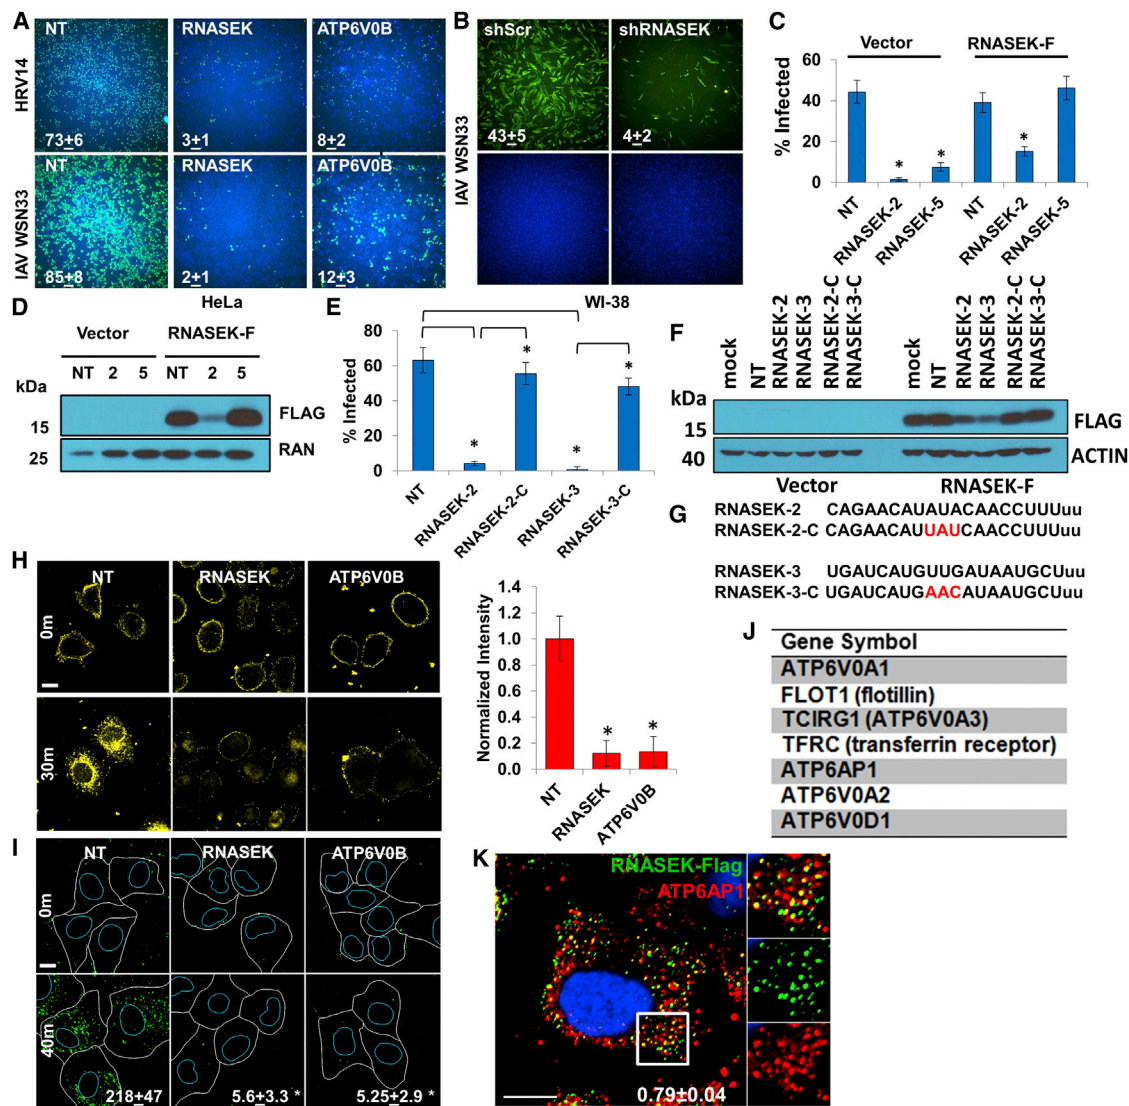 A
NT
RNASEK
ATP6V0B
HRV14
73±6
3±1
8±2
NT
RNASEK
ATP6V0B
IAV WSN33
85±8
2±1
12±3
HeLa
B
shScr
shRNASEK
43±5
4±2
IAV WSN33
WI-38
C
Vector
RNASEK-F
% Infected
60
40
20
0
*
*
*
NT
RNASEK-2
RNASEK-5
NT
RNASEK-2
RNASEK-5
D
Vector
RNASEK-F
NT 2 5 NT 2 5
kDa
15
FLAG
25
RAN
E
% Infected
80
60
40
20
0
*
*
*
*
NT
RNASEK-2
RNASEK-2-C
RNASEK-3
RNASEK-3-C
F
mock
NT
RNASEK-2
RNASEK-3
RNASEK-2-C
RNASEK-3-C
mock
NT
RNASEK-2
RNASEK-3
RNASEK-2-C
RNASEK-3-C
kDa
15
FLAG
40
ACTIN
Vector
RNASEK-F
G
RNASEK-2 CAGAACAUAUACAACCUUUuu
RNASEK-2-C CAGAACAUUAUCAACCUUUuu
RNASEK-3 UGAUCAUGUUGAUAAUGCUuu
RNASEK-3-C UGAUCAUGAACAUAAUGCUuu
H
NT
RNASEK
ATP6V0B
0m
30m
Normalized Intensity
1.4
1.2
1.0
0.8
0.6
0.4
0.2
0.0
*
*
NT
RNASEK
ATP6V0B
I
NT
RNASEK
ATP6V0B
0m
40m
218±47
5.6±3.3 *
5.25±2.9 *
J
Gene Symbol
ATP6V0A1
FLOT1 (flotillin)
TCIRG1 (ATP6V0A3)
TFRC (transferrin receptor)
ATP6AP1
ATP6V0A2
ATP6V0D1
K
RNASEK-Flag
ATP6AP1
0.79±0.04